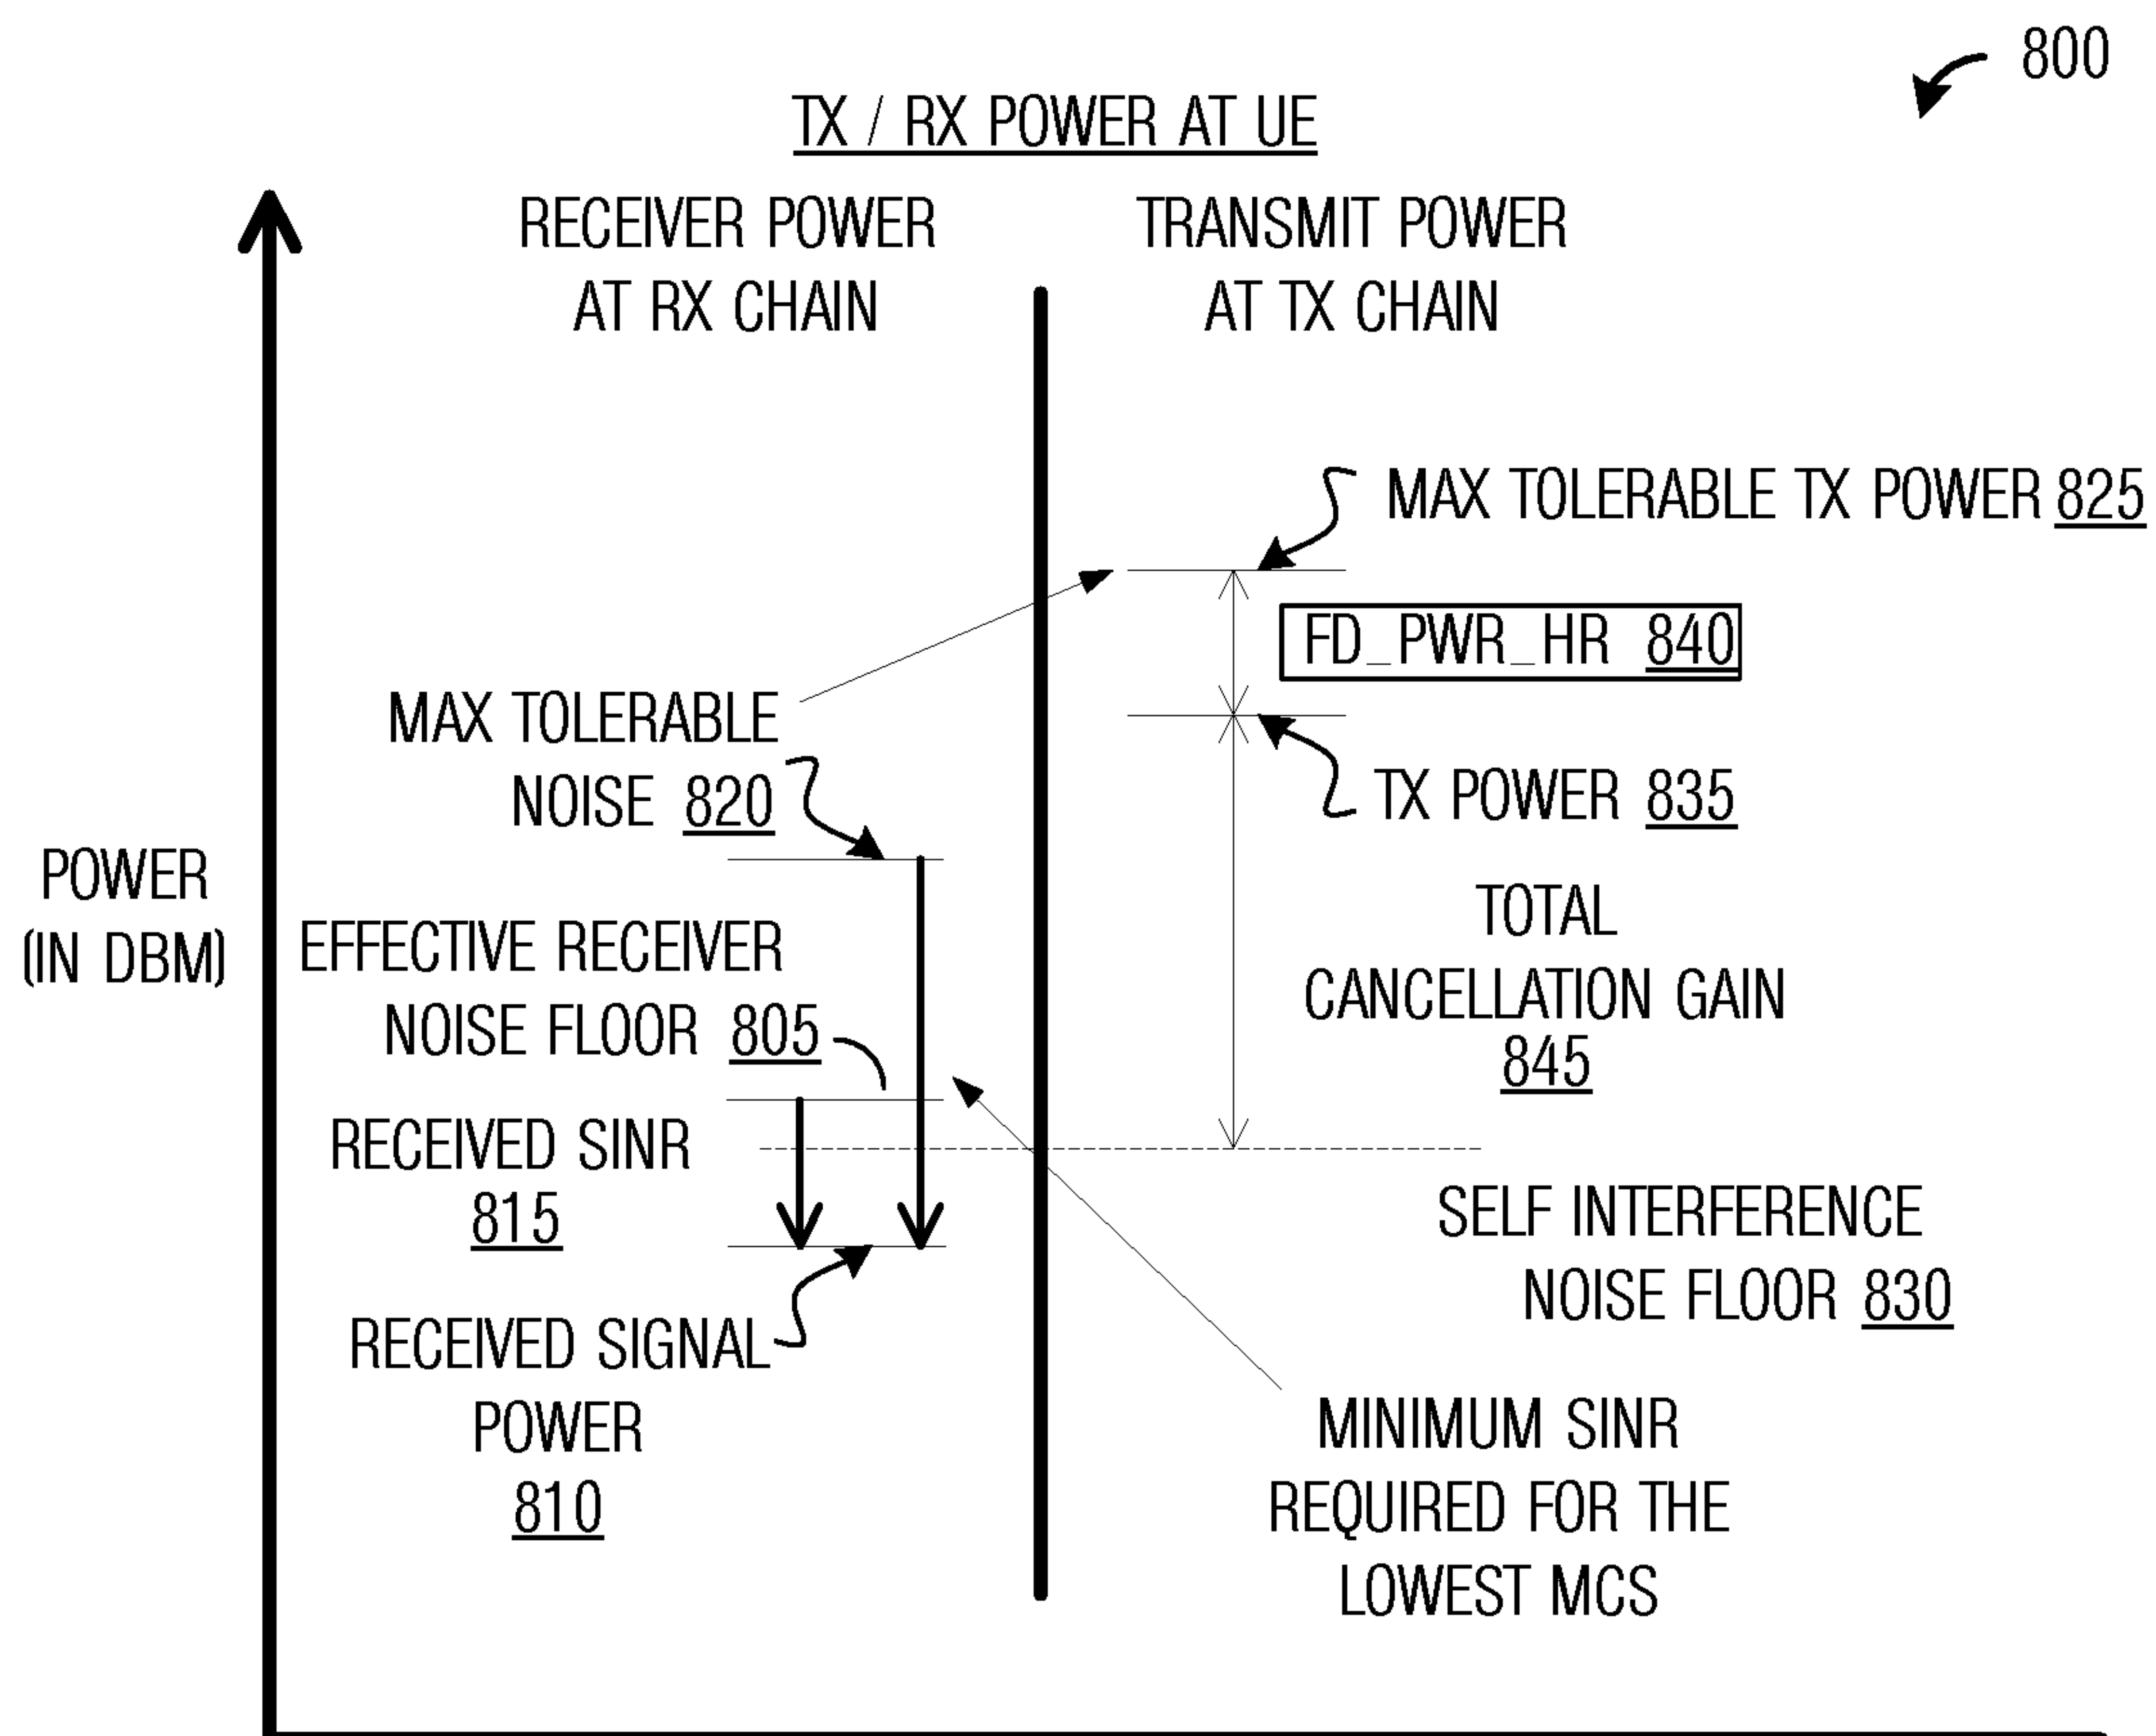 800
TX / RX POWER AT UE
RECEIVER POWER
AT RX CHAIN
TRANSMIT POWER
AT TX CHAIN
MAX TOLERABLE TX POWER 825
FD_PWR_HR 840
MAX TOLERABLE
NOISE 820
TX POWER 835
POWER
(IN DBM)
EFFECTIVE RECEIVER
NOISE FLOOR 805
TOTAL
CANCELLATION GAIN
845
RECEIVED SINR
815
SELF INTERFERENCE
NOISE FLOOR 830
RECEIVED SIGNAL
POWER
810
MINIMUM SINR
REQUIRED FOR THE
LOWEST MCS